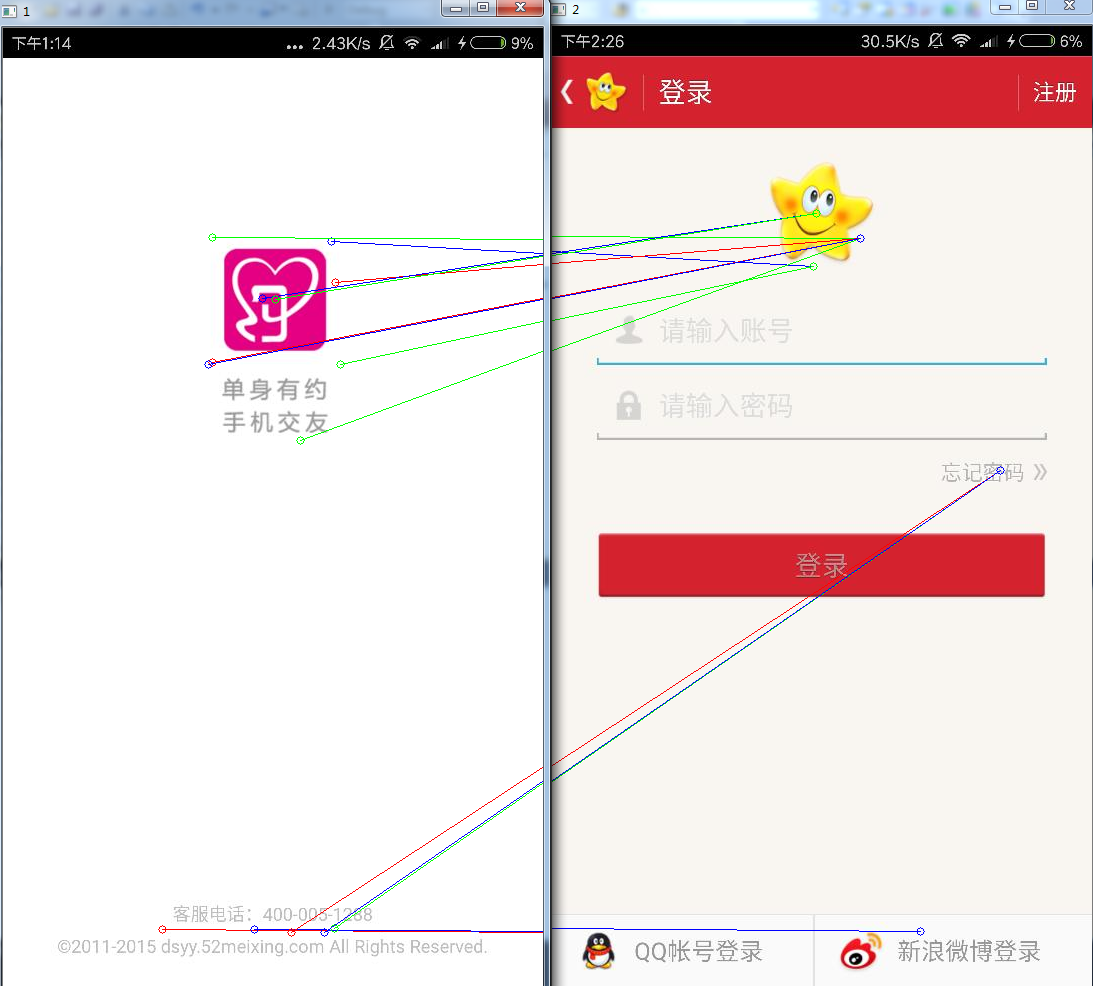 1
下午1:14
... 2.43K/s 9%
单身有约
手机交友
客服电话：400-005-1288
©2011-2015 dsyy.52meixing.com All Rights Reserved.
2
下午2:26
30.5K/s 6%
登录
注册
请输入账号
请输入密码
忘记密码 »
登录
QQ帐号登录
新浪微博登录